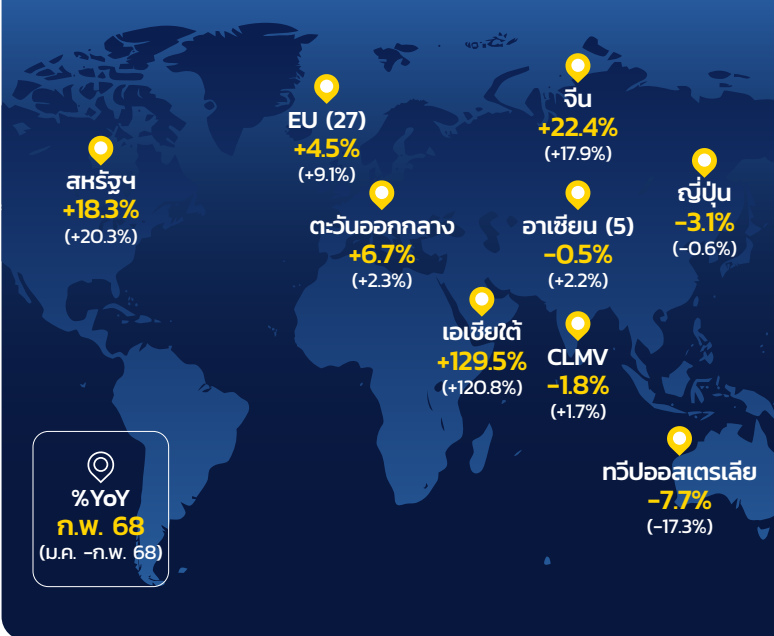 สหรัฐฯ
+18.3%
(+20.3%)
EU (27)
+4.5%
(+9.1%)
จีน
+22.4%
(+17.9%)
ญี่ปุ่น
-3.1%
(-0.6%)
ตะวันออกกลาง
+6.7%
(+2.3%)
อาเซียน (5)
-0.5%
(+2.2%)
เอเชียใต้
+129.5%
(+120.8%)
CLMV
-1.8%
(+1.7%)
ทวีปออสเตรเลีย
-7.7%
(-17.3%)
%YoY
ก.พ. 68
(ม.ค. -ก.พ. 68)